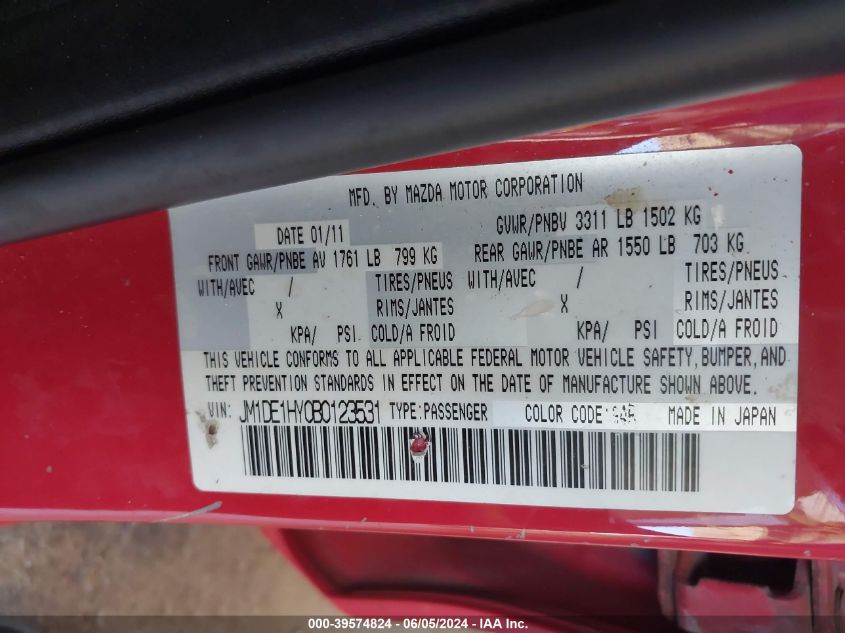 MFD. BY MAZDA MOTOR CORPORATION
DATE 01/11 GVWR/PNBV 3311 LB 1502 KG
FRONT GAWR/PNBE AV 1761 LB 799 KG REAR GAWR/PNBE AR 1550 LB 703 KG
WITH/AVEC / TIRES/PNEUS WITH/AVEC / TIRES/PNEUS
X RIMS/JANTES X RIMS/JANTES
KPA/ PSI COLD/A FROID KPA/ PSI COLD/A FROID
THIS VEHICLE CONFORMS TO ALL APPLICABLE FEDERAL MOTOR VEHICLE SAFETY, BUMPER, AND
THEFT PREVENTION STANDARDS IN EFFECT ON THE DATE OF MANUFACTURE SHOWN ABOVE.
VIN: JM1DE1HY0B0123531 TYPE:PASSENGER COLOR CODE: MADE IN JAPAN
000-39574824 - 06/05/2024 - IAA Inc.